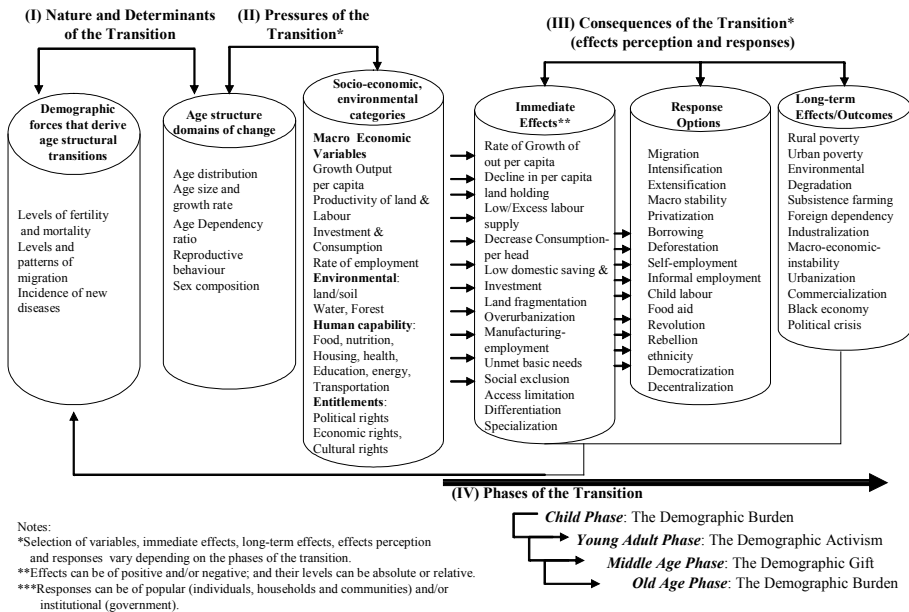 (I) Nature and Determinants
of the Transition
(II) Pressures of the
Transition*
(III) Consequences of the Transition*
(effects perception and responses)
Demographic
forces that derive
age structural
transitions
Levels of fertility
and mortality
Levels and
patterns of
migration
Incidence of new
diseases
Age structure
domains of change
Age distribution
Age size and
growth rate
Age Dependency
ratio
Reproductive
behaviour
Sex composition
Socio-economic,
environmental
categories
Macro Economic
Variables
Growth Output
per capita
Productivity of land &
Labour
Investment &
Consumption
Rate of employment
Environmental:
land/soil
Water, Forest
Human capability:
Food, nutrition,
Housing, health,
Education, energy,
Transportation
Entitlements:
Political rights
Economic rights,
Cultural rights
Immediate
Effects**
Rate of Growth of
out per capita
Decline in per capita
land holding
Low/Excess labour
supply
Decrease Consumption-
per head
Low domestic saving &
Investment
Land fragmentation
Overurbanization
Manufacturing-
employment
Unmet basic needs
Social exclusion
Access limitation
Differentiation
Specialization
Response
Options
Migration
Intensification
Extensification
Macro stability
Privatization
Borrowing
Deforestation
Self-employment
Informal employment
Child labour
Food aid
Revolution
Rebellion
ethnicity
Democratization
Decentralization
Long-term
Effects/Outcomes
Rural poverty
Urban poverty
Environmental
Degradation
Subsistence farming
Foreign dependency
Industralization
Macro-economic-
instability
Urbanization
Commercialization
Black economy
Political crisis
(IV) Phases of the Transition
Child Phase: The Demographic Burden
Young Adult Phase: The Demographic Activism
Middle Age Phase: The Demographic Gift
Old Age Phase: The Demographic Burden
Notes:
*Selection of variables, immediate effects, long-term effects, effects perception
and responses vary depending on the phases of the transition.
**Effects can be of positive and/or negative; and their levels can be absolute or relative.
***Responses can be of popular (individuals, households and communities) and/or
institutional (government).